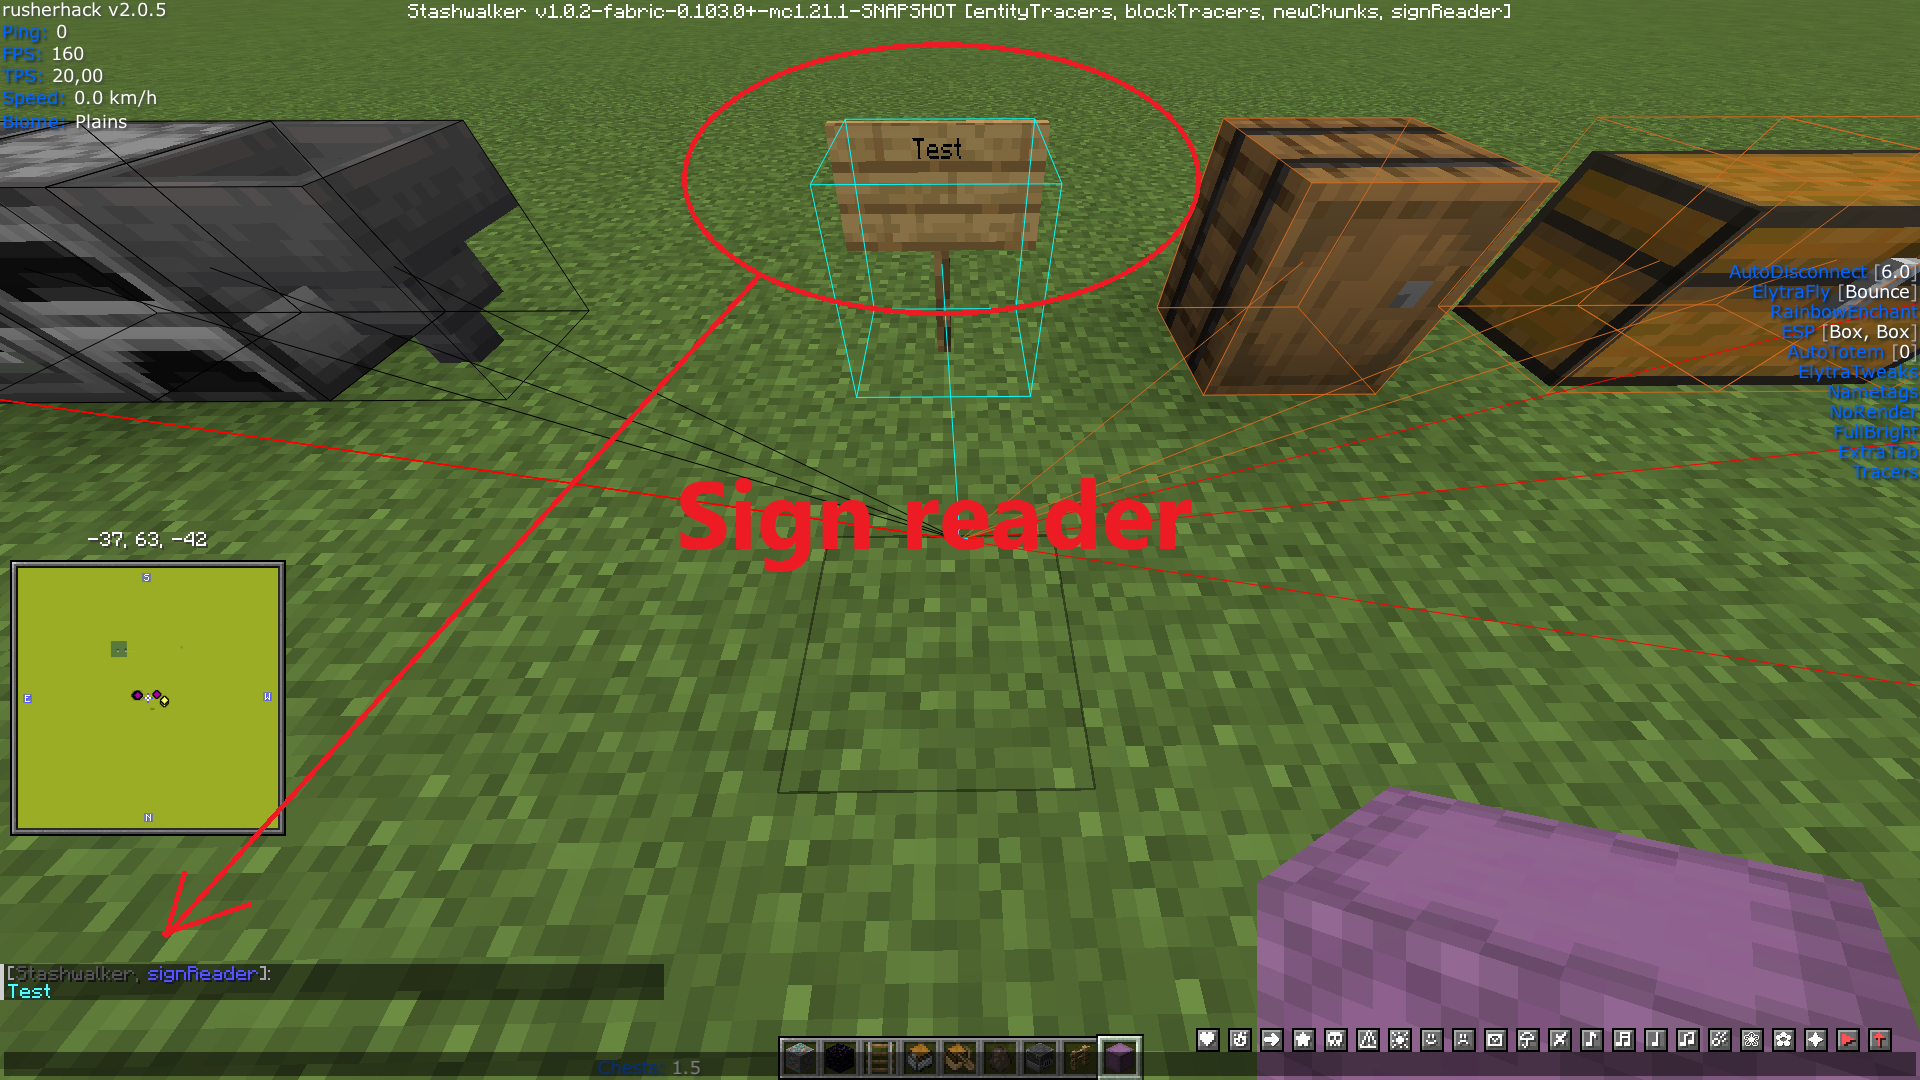 rusherhack v2.0.5
Stashwalker v1.0.2-fabric-0.103.0+-mc1.21.1-SNAPSHOT [entityTracers, blockTracers, newChunks, signReader]
Ping: 0
FPS: 160
TPS: 20,00
Speed: 0.0 km/h
Biome: Plains
Test
AutoDisconnect [6.0]
ElytraFly [Bounce]
RainbowEnchant
ESP [Box, Box]
AutoTotem [0]
ElytraTweaks
Nametags
NoRender
FullBright
ExtraTab
Tracers
Sign reader
-37, 63, -42
S
E
W
N
[Stashwalker, signReader]:
Test
Chests: 1.5